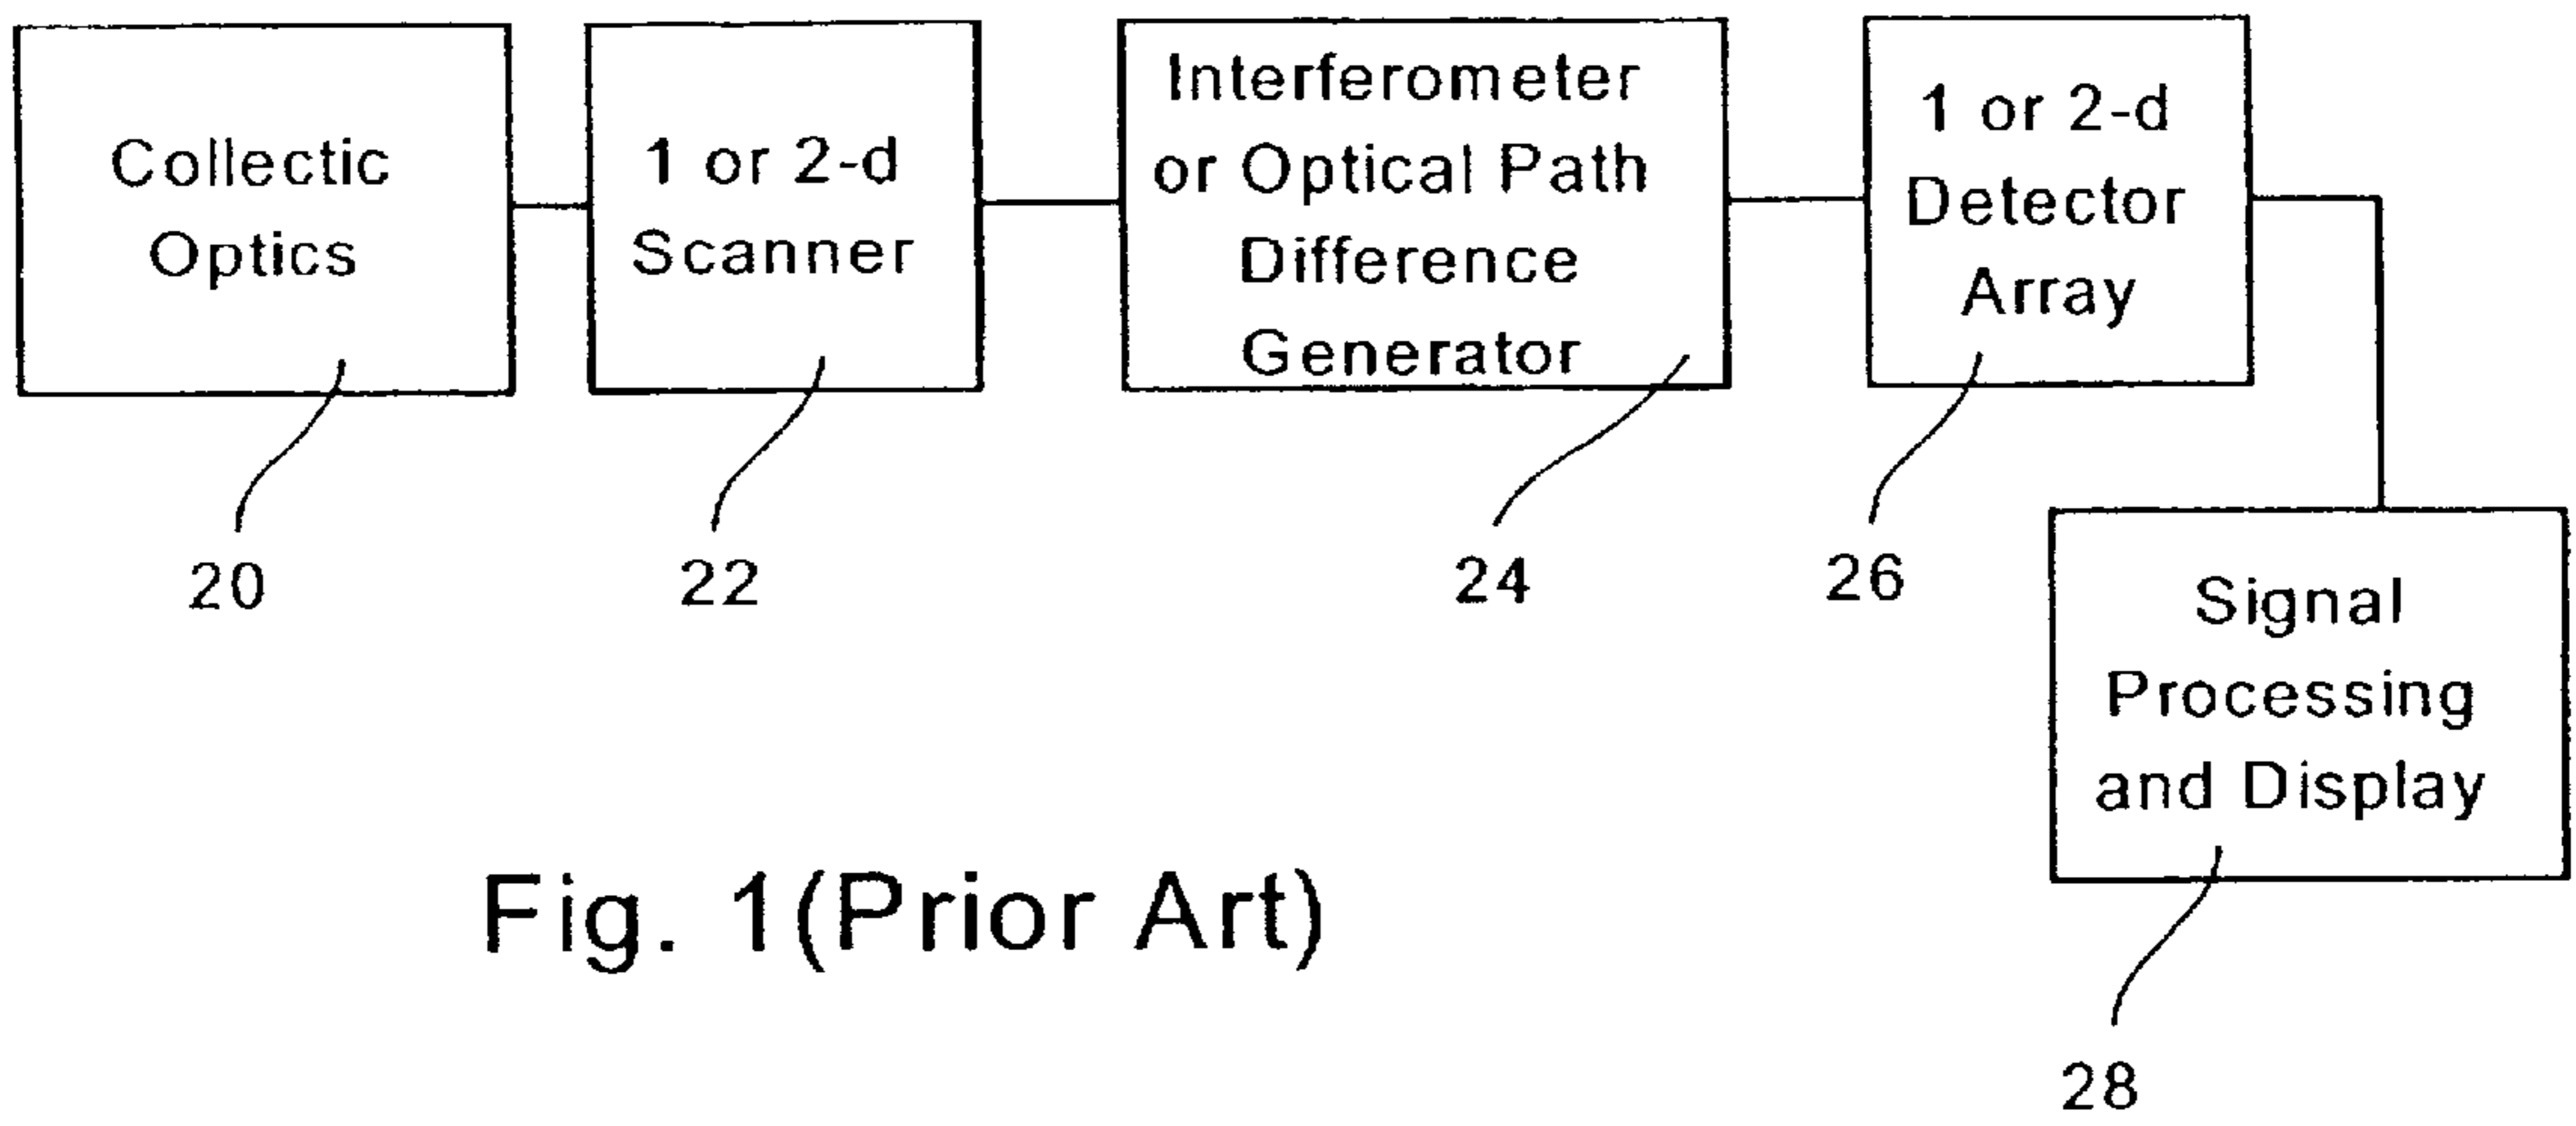 Collectic
Optics
1 or 2-d
Scanner
Interferometer
or Optical Path
Difference
Generator
1 or 2-d
Detector
Array
20
22
24
26
Signal
Processing
and Display
28
Fig. 1(Prior Art)